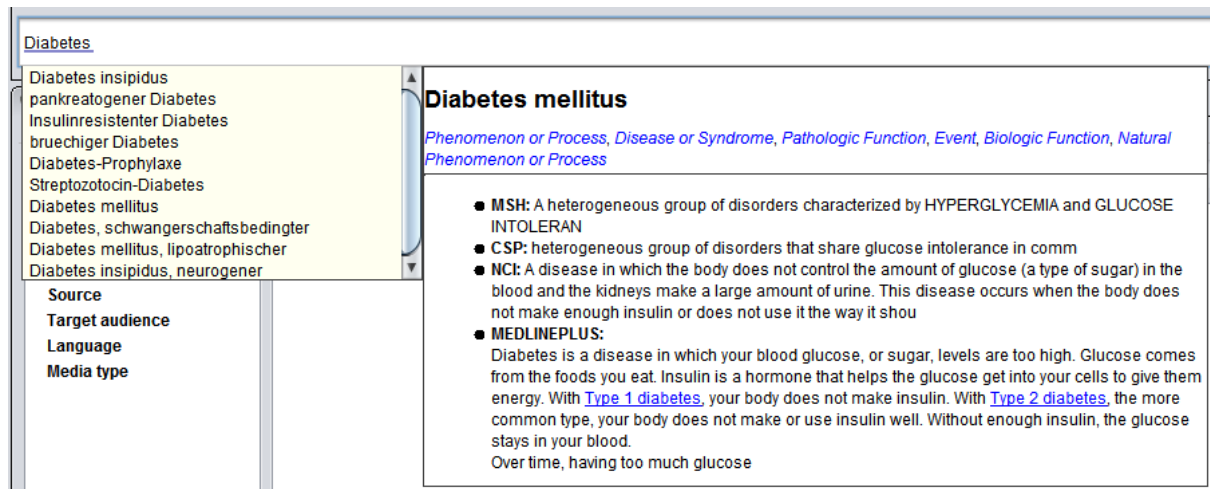 Diabetes
Diabetes insipidus
pankreatogener Diabetes
Insulinresistenter Diabetes
bruechiger Diabetes
Diabetes-Prophylaxe
Streptozotocin-Diabetes
Diabetes mellitus
Diabetes, schwangerschaftsbedingter
Diabetes mellitus, lipoatrophischer
Diabetes insipidus, neurogener
Source
Target audience
Language
Media type
Diabetes mellitus
Phenomenon or Process, Disease or Syndrome, Pathologic Function, Event, Biologic Function, Natural
Phenomenon or Process
MSH: A heterogeneous group of disorders characterized by HYPERGLYCEMIA and GLUCOSE
INTOLERAN
CSP: heterogeneous group of disorders that share glucose intolerance in comm
NCI: A disease in which the body does not control the amount of glucose (a type of sugar) in the
blood and the kidneys make a large amount of urine. This disease occurs when the body does
not make enough insulin or does not use it the way it shou
MEDLINEPLUS:
Diabetes is a disease in which your blood glucose, or sugar, levels are too high. Glucose comes
from the foods you eat. Insulin is a hormone that helps the glucose get into your cells to give them
energy. With Type 1 diabetes, your body does not make insulin. With Type 2 diabetes, the more
common type, your body does not make or use insulin well. Without enough insulin, the glucose
stays in your blood.
Over time, having too much glucose